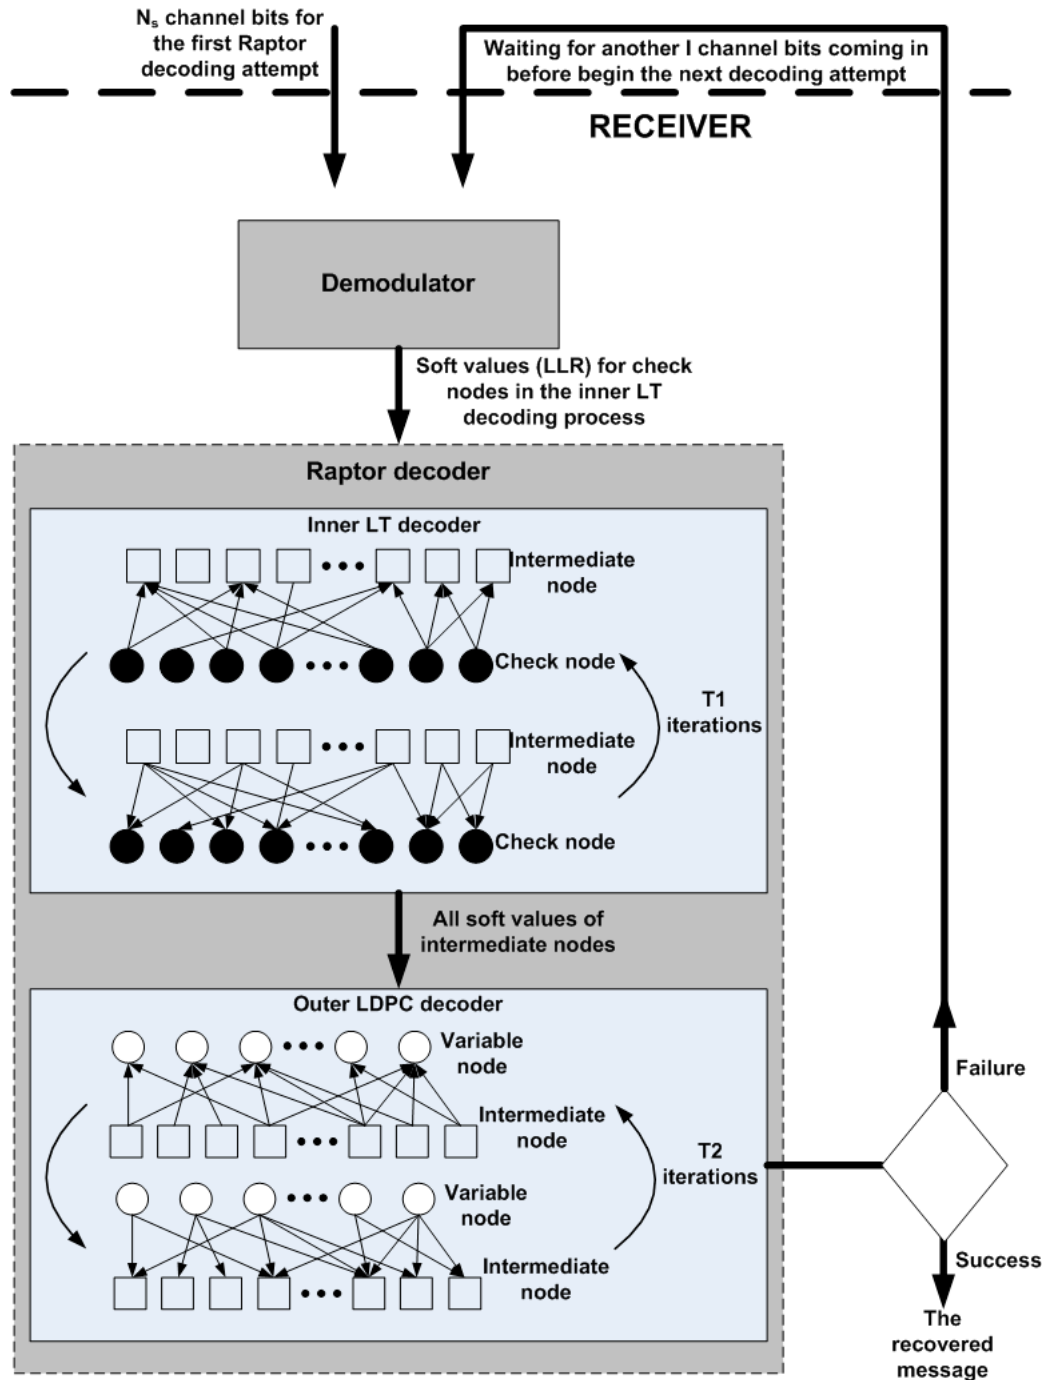 Nₛ channel bits for
the first Raptor
decoding attempt
Waiting for another I channel bits coming in
before begin the next decoding attempt
RECEIVER
Demodulator
Soft values (LLR) for check
nodes in the inner LT
decoding process
Raptor decoder
Inner LT decoder
Intermediate
node
Check node
T1
iterations
Intermediate
node
Check node
All soft values of
intermediate nodes
Outer LDPC decoder
Variable
node
Intermediate
node
T2
iterations
Variable
node
Intermediate
node
Failure
Success
The
recovered
message